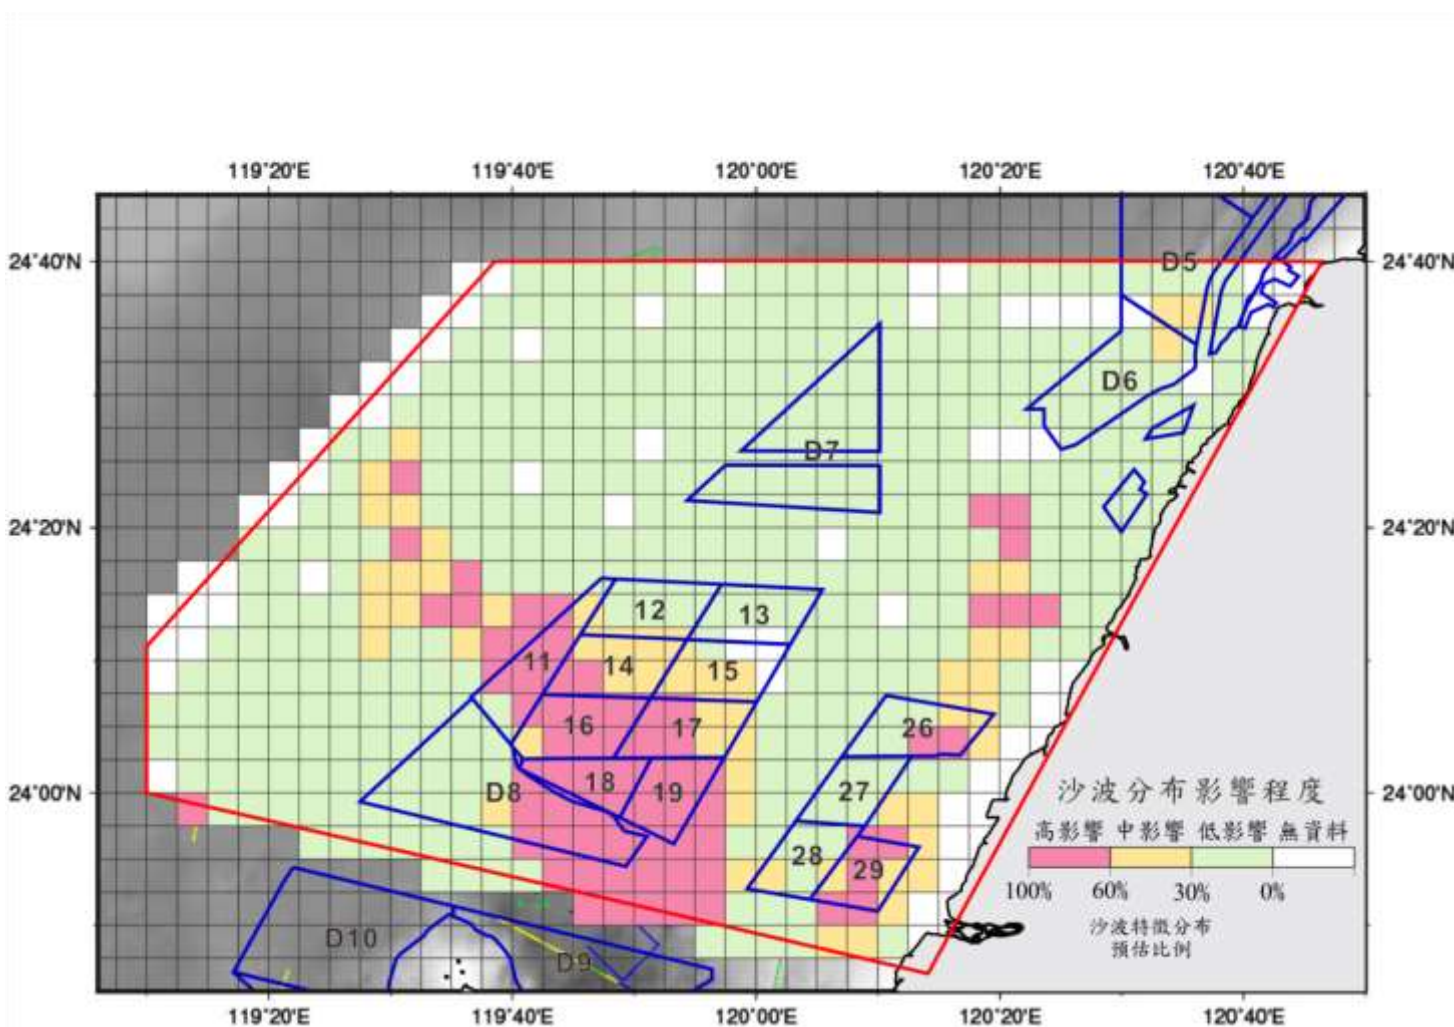 119°20'E 119°40'E 120°00'E 120°20'E 120°40'E
24°40'N D5 24°40'N
D6
D7
24°20'N 24°20'N
12 13
11 14 15
16 17 26
18 19 27
24°00'N D8 24°00'N
28 29
D10 D9
沙波分布影響程度
高影響 中影響 低影響 無資料
100% 60% 30% 0%
沙波特徵分布
預估比例
119°20'E 119°40'E 120°00'E 120°20'E 120°40'E